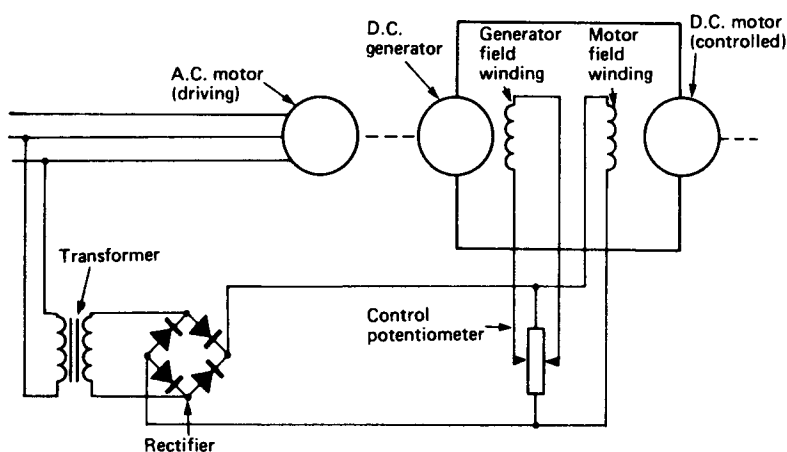 D.C.
generator
Generator
field
winding
Motor
field
winding
D.C. motor
(controlled)
A.C. motor
(driving)
Transformer
Control
potentiometer
Rectifier